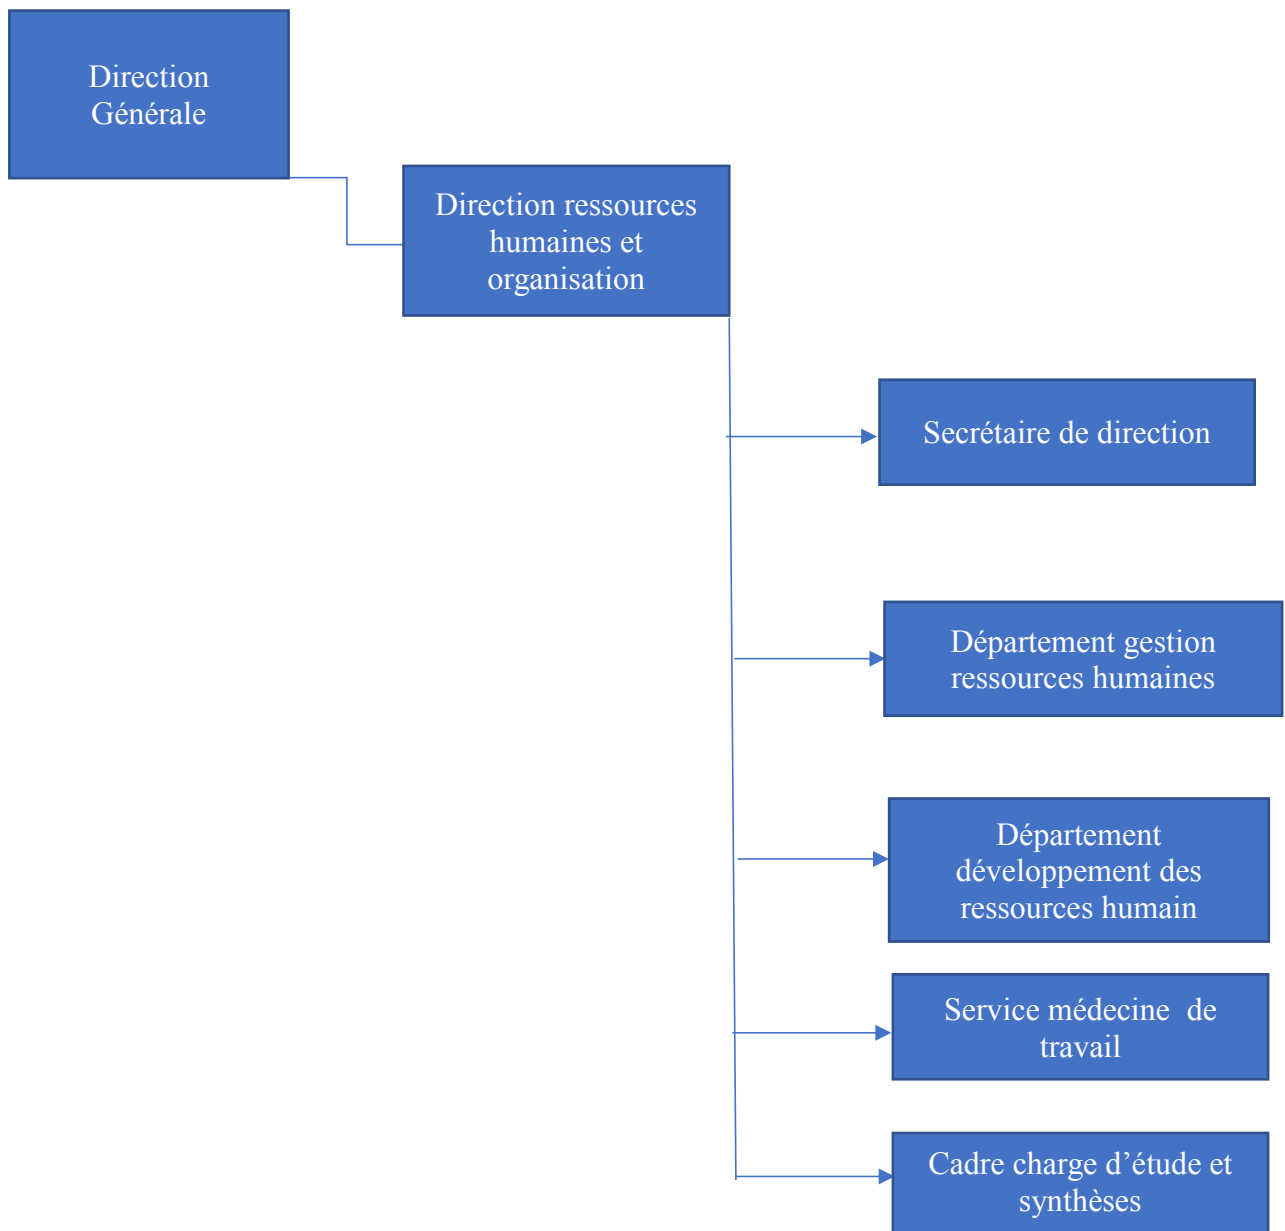 Direction
Générale
Direction ressources
humaines et
organisation
Secrétaire de direction
Département gestion
ressources humaines
Département
développement des
ressources humain
Service médecine  de
travail
Cadre charge d’étude et
synthèses